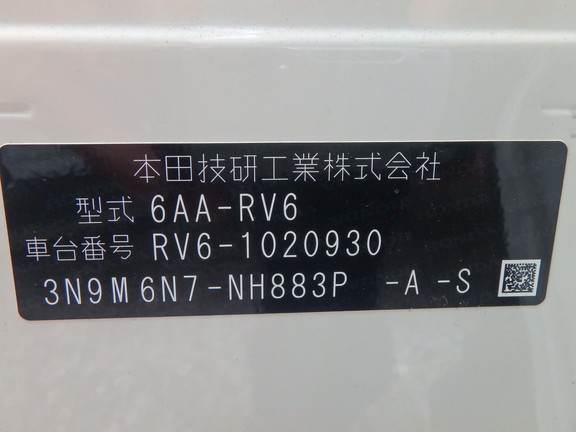 本田技研工業株式会社
型式 6AA-RV6
車台番号 RV6-1020930
3N9M6N7-NH883P -A-S